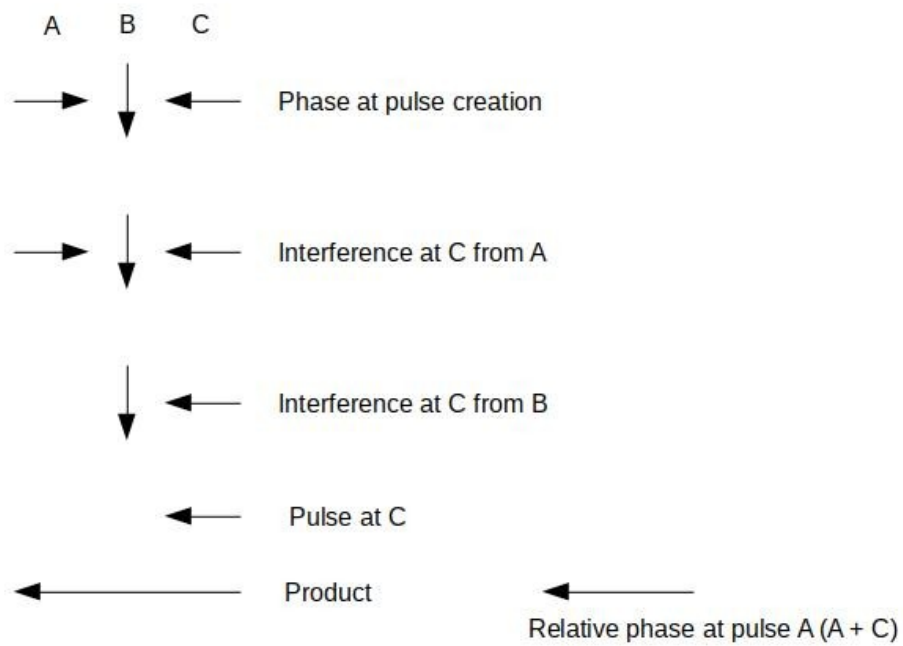 A B C
Phase at pulse creation
Interference at C from A
Interference at C from B
Pulse at C
Product
Relative phase at pulse A (A + C)